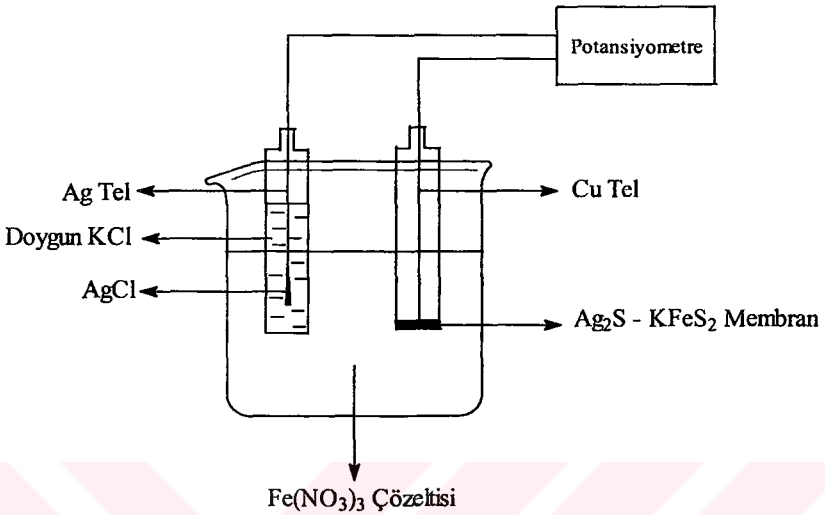 Potansiyometre
Ag Tel
Cu Tel
Doygun KCl
AgCl
Ag₂S - KFeS₂ Membran
Fe(NO₃)₃ Çözeltisi